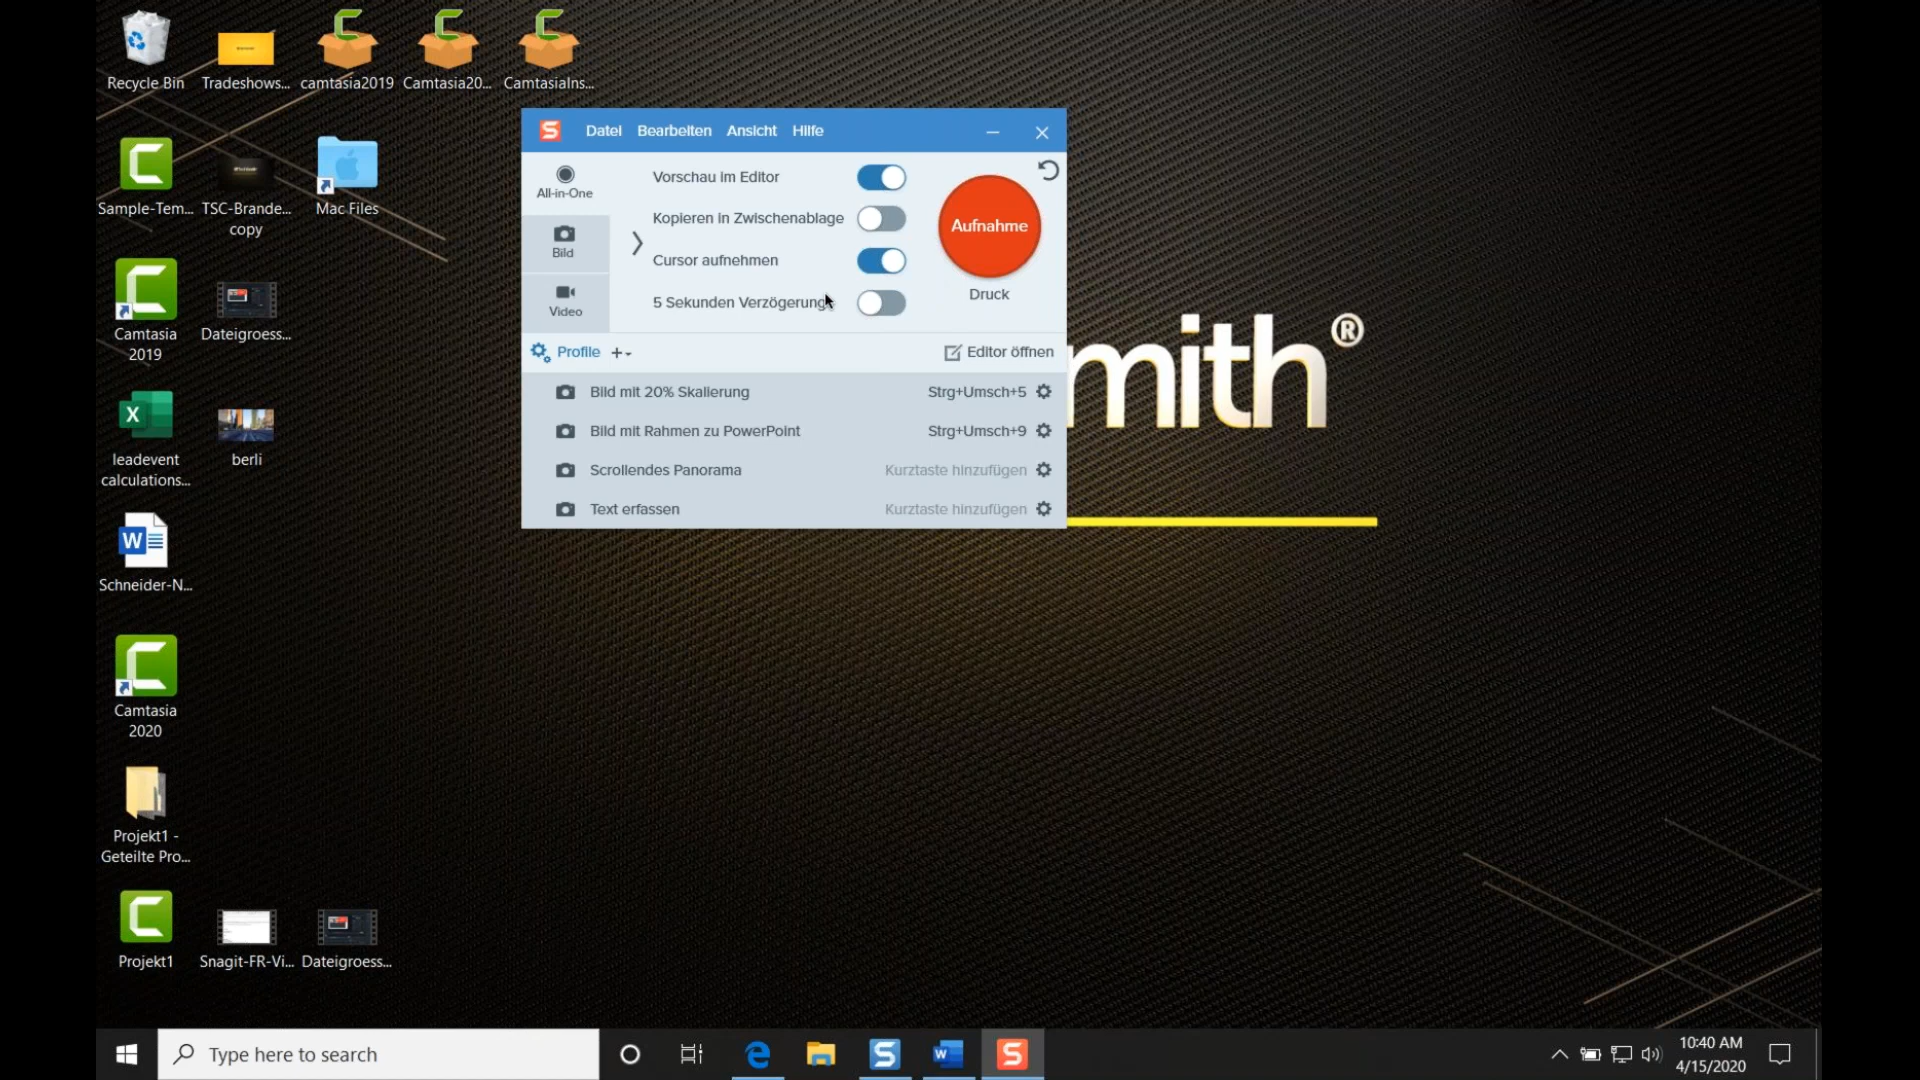 Recycle Bin
Tradeshows...
camtasia2019
Camtasia20...
CamtasiaIns...
Sample-Tem...
TSC-Brande...
copy
Mac Files
Camtasia
2019
Dateigroess...
leadevent
calculations...
berli
Schneider-N...
Camtasia
2020
Projekt1 -
Geteilte Pro...
Projekt1
Snagit-FR-Vi...
Dateigroess...
Datei Bearbeiten Ansicht Hilfe
All-in-One
Bild
Video
Vorschau im Editor
Kopieren in Zwischenablage
Cursor aufnehmen
5 Sekunden Verzögerung
Aufnahme
Druck
Profile
Editor öffnen
Bild mit 20% Skalierung Strg+Umsch+5
Bild mit Rahmen zu PowerPoint Strg+Umsch+9
Scrollendes Panorama Kurztaste hinzufügen
Text erfassen Kurztaste hinzufügen
mith®
Type here to search
10:40 AM
4/15/2020